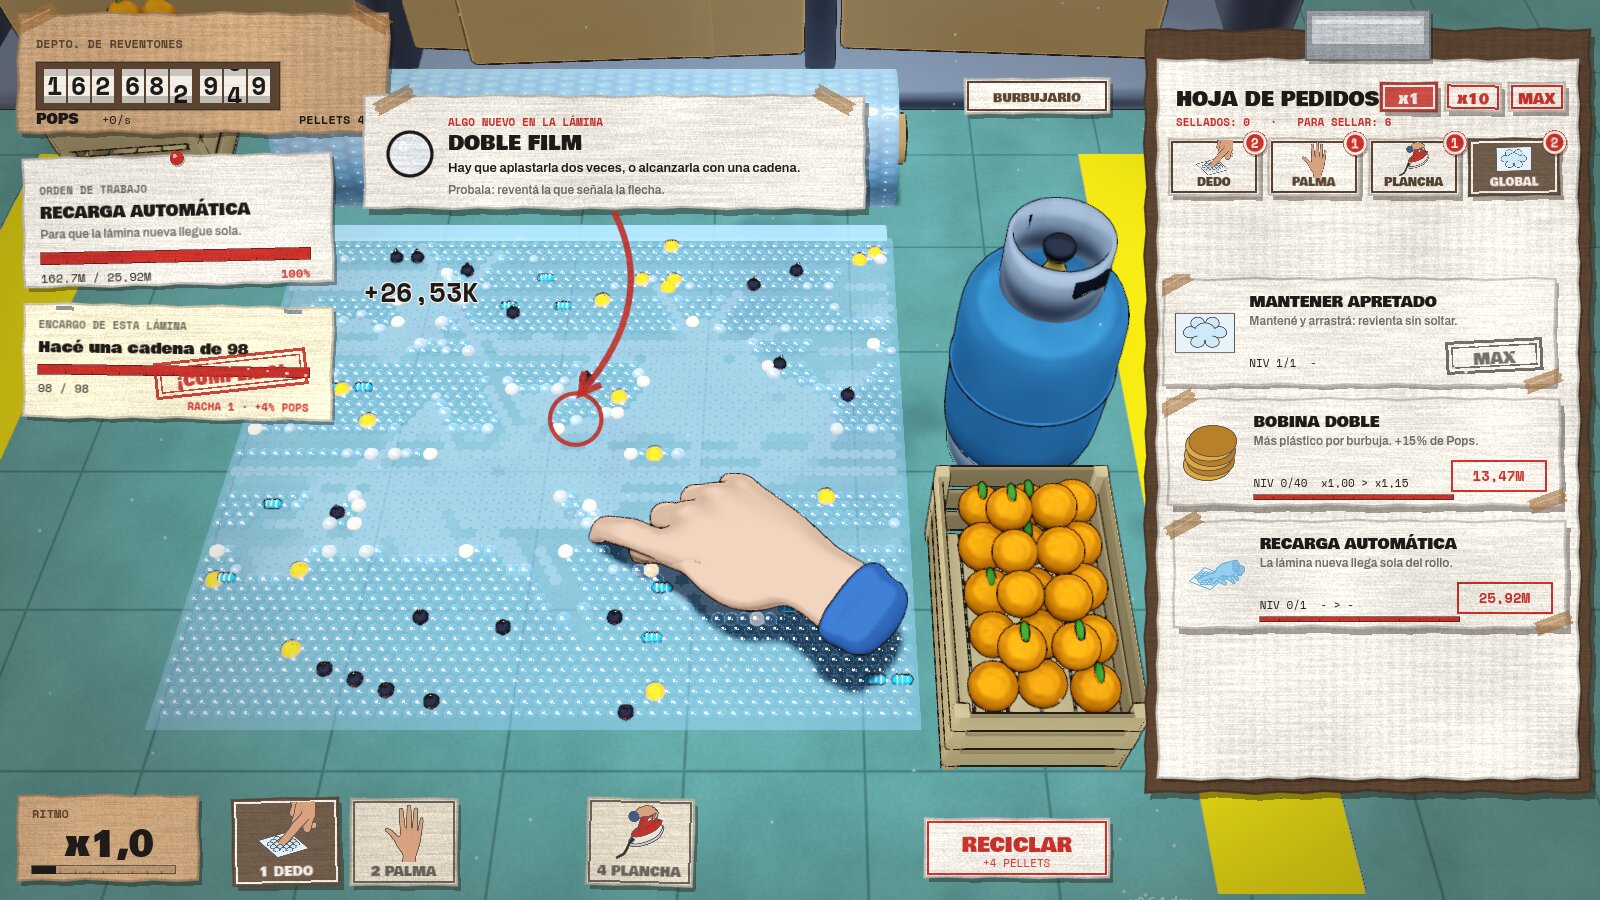 DEPTO. DE REVENTONES
162 682 949
POPS +0/s PELLETS 4
ORDEN DE TRABAJO
RECARGA AUTOMÁTICA
Para que la lámina nueva llegue sola.
162.7M / 25,92M 100%
ENCARGO DE ESTA LÁMINA
Hacé una cadena de 98
98 / 98
RACHA 1 · +4% POPS
ALGO NUEVO EN LA LÁMINA
DOBLE FILM
Hay que aplastarla dos veces, o alcanzarla con una cadena.
Probala: reventá la que señala la flecha.
+26,53K
BURBUJARIO
HOJA DE PEDIDOS x1 x10 MAX
SELLADOS: 0 · PARA SELLAR: 6
2 1 1 2
DEDO PALMA PLANCHA GLOBAL
MANTENER APRETADO
Mantené y arrastrá: revienta sin soltar.
NIV 1/1 -
MAX
BOBINA DOBLE
Más plástico por burbuja. +15% de Pops.
NIV 0/40 x1,00 > x1,15
13,47M
RECARGA AUTOMÁTICA
La lámina nueva llega sola del rollo.
NIV 0/1 - > -
25,92M
RITMO
x1,0
1 DEDO
2 PALMA
4 PLANCHA
RECICLAR
+4 PELLETS